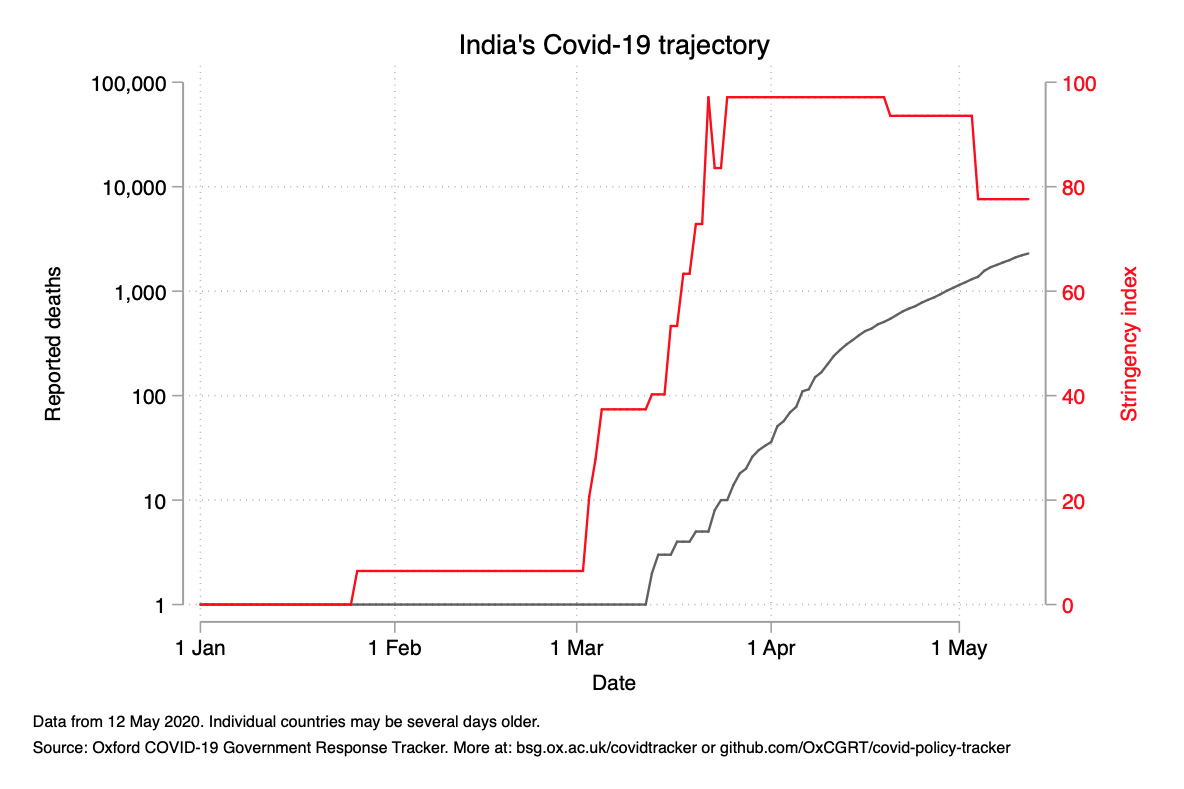 India's Covid-19 trajectory
100,000
10,000
1,000
100
10
1
Reported deaths
100
80
60
40
20
0
Stringency index
1 Jan
1 Feb
1 Mar
1 Apr
1 May
Date
Data from 12 May 2020. Individual countries may be several days older.
Source: Oxford COVID-19 Government Response Tracker. More at: bsg.ox.ac.uk/covidtracker or github.com/OxCGRT/covid-policy-tracker